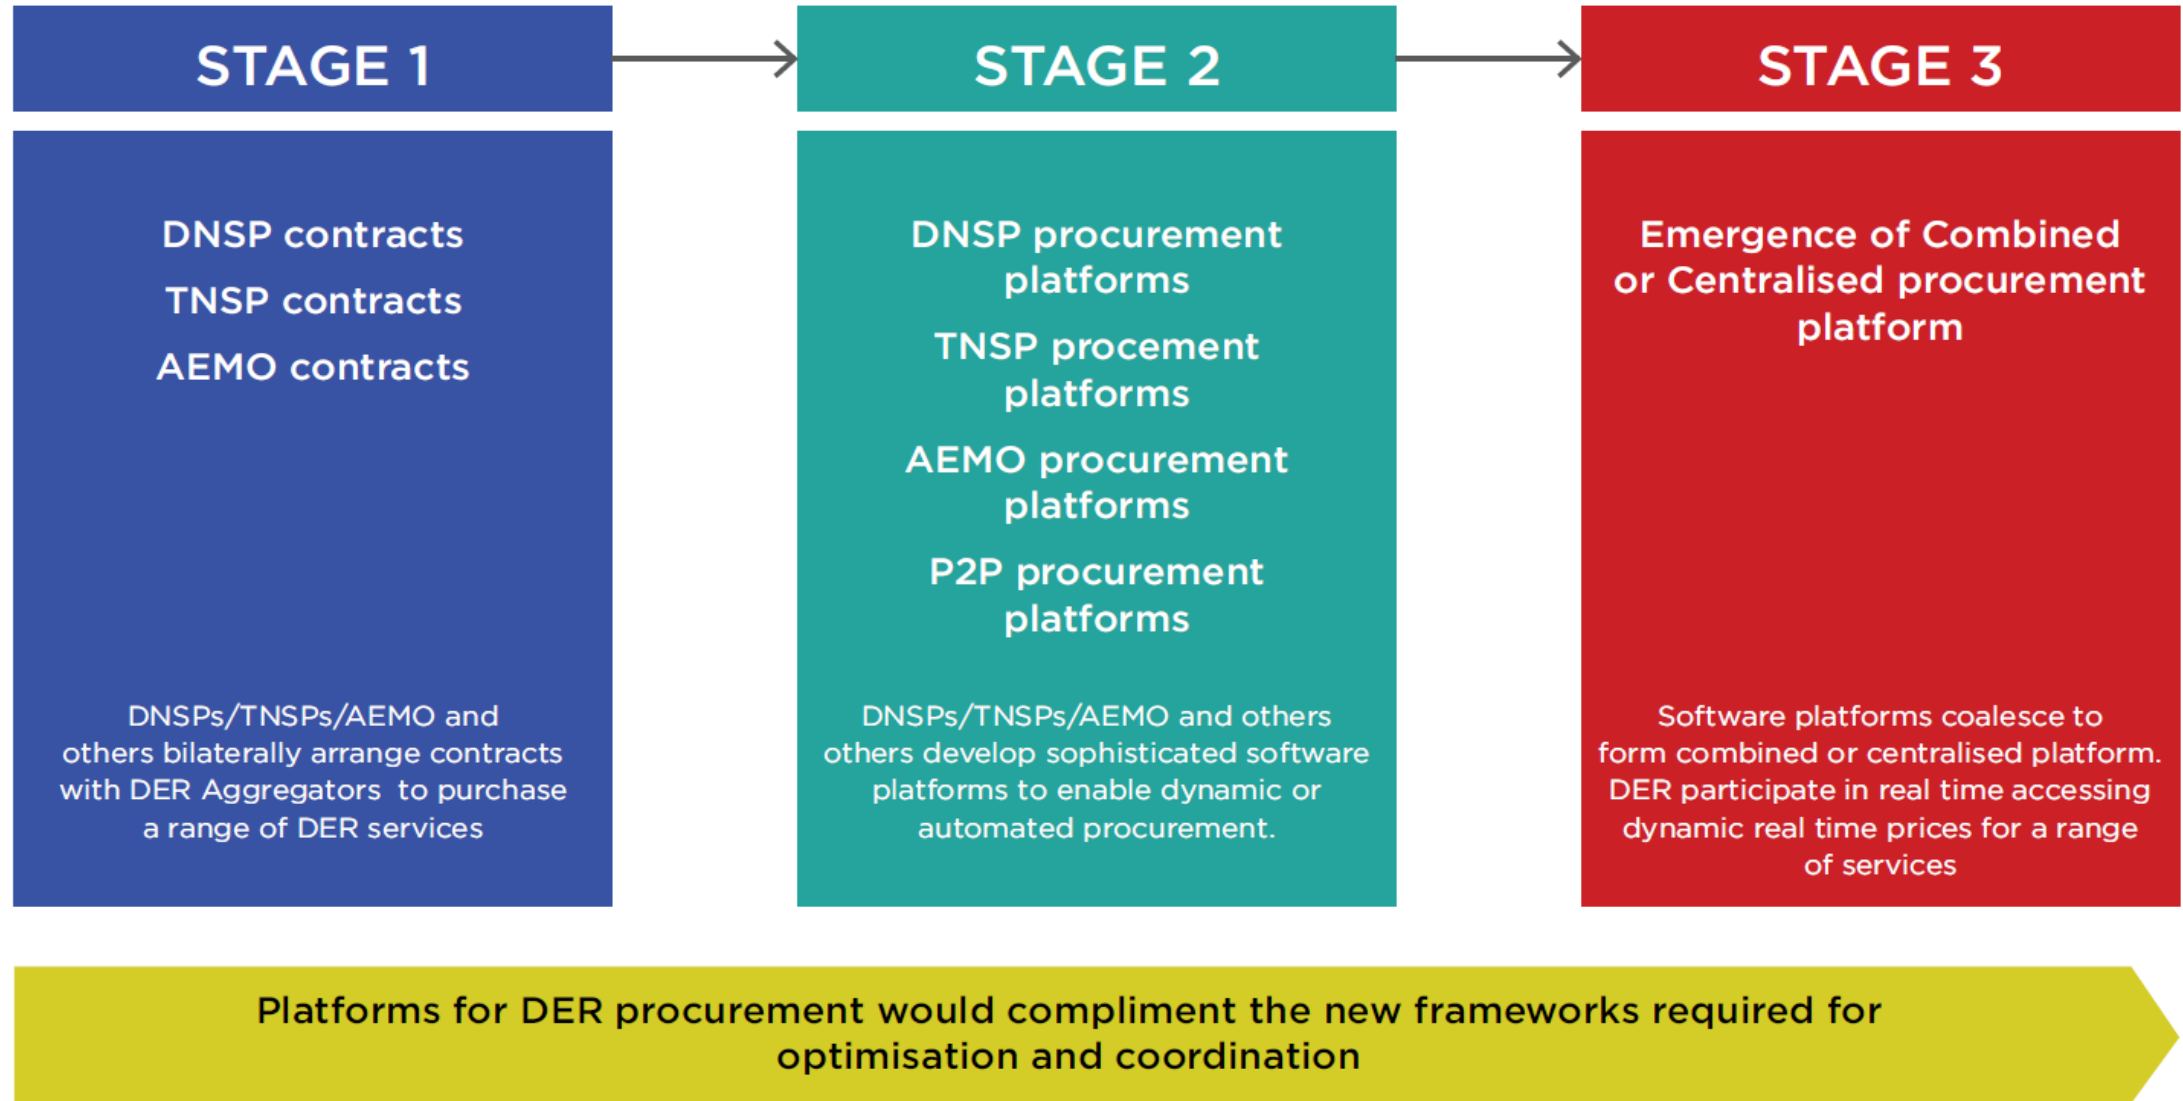 STAGE 1
STAGE 2
STAGE 3
DNSP contracts
TNSP contracts
AEMO contracts
DNSPs/TNSPs/AEMO and
others bilaterally arrange contracts
with DER Aggregators to purchase
a range of DER services
DNSP procurement
platforms
TNSP procement
platforms
AEMO procurement
platforms
P2P procurement
platforms
DNSPs/TNSPs/AEMO and others
others develop sophisticated software
platforms to enable dynamic or
automated procurement.
Emergence of Combined
or Centralised procurement
platform
Software platforms coalesce to
form combined or centralised platform.
DER participate in real time accessing
dynamic real time prices for a range
of services
Platforms for DER procurement would compliment the new frameworks required for
optimisation and coordination